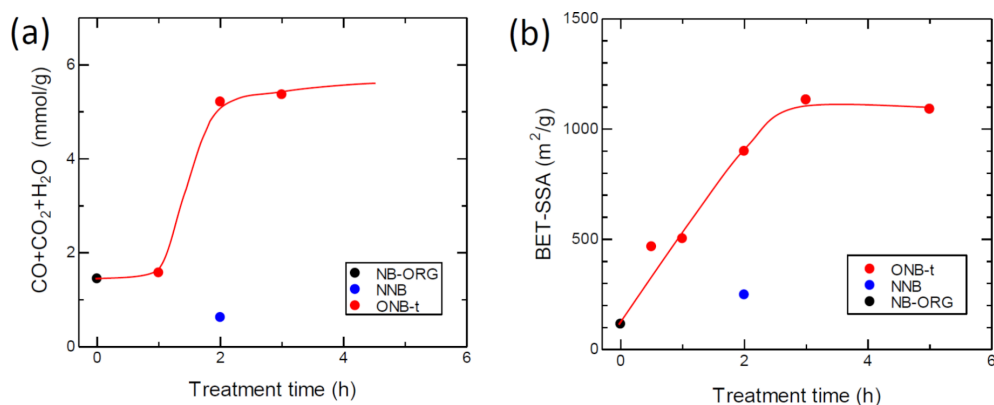 (a)
CO+CO₂+H₂O (mmol/g)
6
4
2
0
NB-ORG
NNB
ONB-t
0 2 4 6
Treatment time (h)
(b)
BET-SSA (m²/g)
1500
1000
500
0
ONB-t
NNB
NB-ORG
0 2 4 6
Treatment time (h)